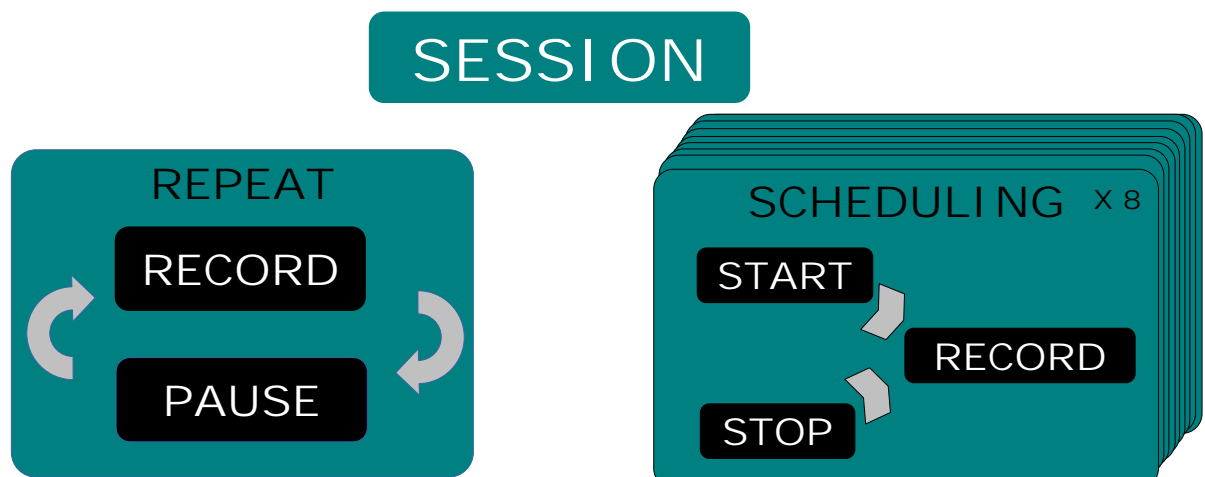 SESSION
REPEAT
RECORD
PAUSE
SCHEDULING X 8
START
RECORD
STOP